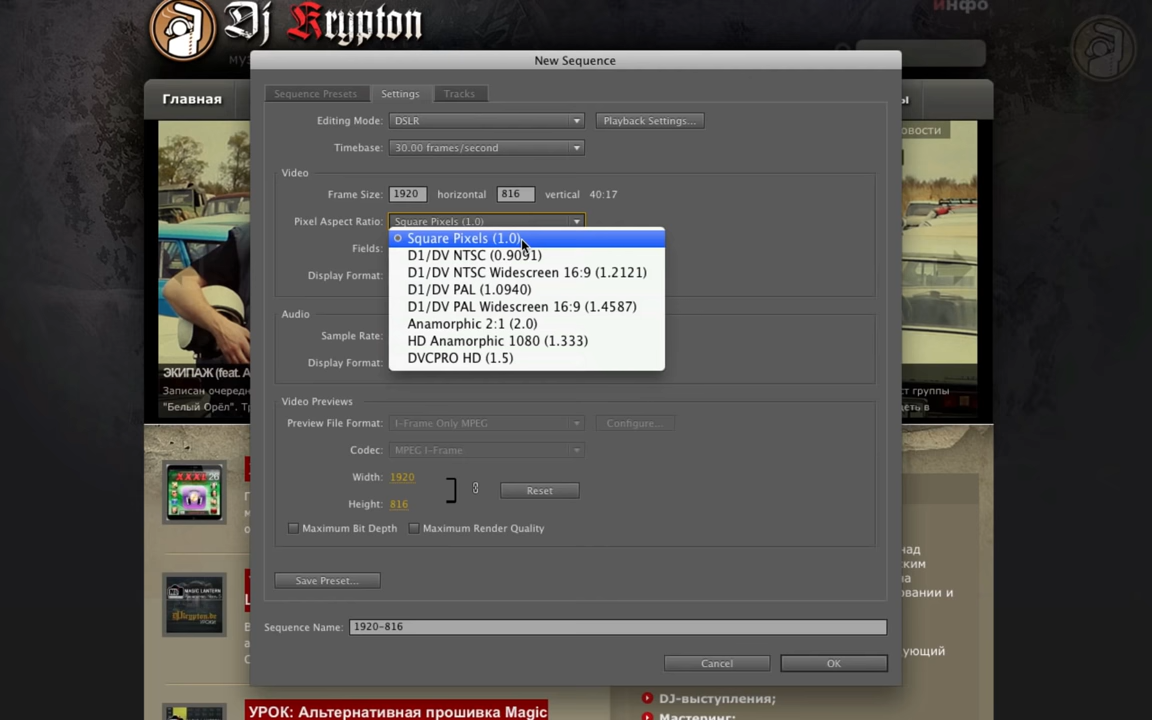 инфо
Dj Krypton
New Sequence
Главная
Sequence Presets
Settings
Tracks
Editing Mode:
DSLR
Playback Settings...
Timebase:
30.00 frames/second
Video
Frame Size:
1920
horizontal
816
vertical
40:17
Pixel Aspect Ratio:
Square Pixels (1.0)
Square Pixels (1.0)
Fields:
D1/DV NTSC (0.9091)
D1/DV NTSC Widescreen 16:9 (1.2121)
Display Format:
D1/DV PAL (1.0940)
D1/DV PAL Widescreen 16:9 (1.4587)
Audio
Anamorphic 2:1 (2.0)
Sample Rate:
HD Anamorphic 1080 (1.333)
DVCPRO HD (1.5)
Display Format:
ЭКИПАЖ (feat.
Записан
"Белый Орёл".
группы
Video Previews
Preview File Format:
I-Frame Only MPEG
Configure...
Codec:
MPEG I-Frame
Width:
1920
Reset
Height:
816
Maximum Bit Depth
Maximum Render Quality
Save Preset...
Sequence Name:
1920-816
Cancel
OK
MAGIC LANTERN
DJkrypton.de
DJ-выступления;
Мастеринг;
УРОК: Альтернативная прошивка Magic